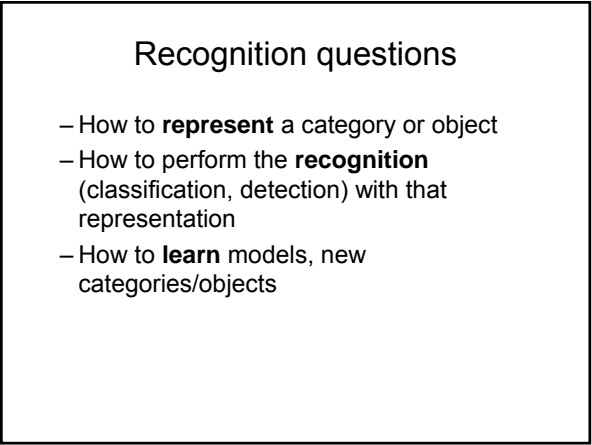 Recognition questions
– How to represent a category or object
– How to perform the recognition
(classification, detection) with that
representation
– How to learn models, new
categories/objects